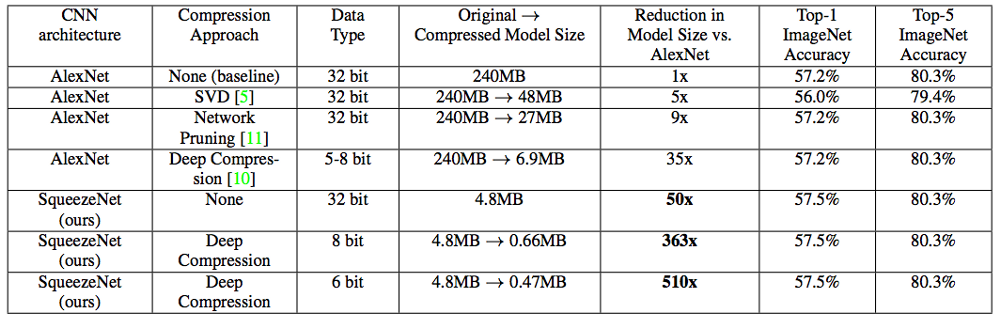 CNN architecture | Compression Approach | Data Type | Original → Compressed Model Size | Reduction in Model Size vs. AlexNet | Top-1 ImageNet Accuracy | Top-5 ImageNet Accuracy
AlexNet | None (baseline) | 32 bit | 240MB | 1x | 57.2% | 80.3%
AlexNet | SVD [5] | 32 bit | 240MB → 48MB | 5x | 56.0% | 79.4%
AlexNet | Network Pruning [11] | 32 bit | 240MB → 27MB | 9x | 57.2% | 80.3%
AlexNet | Deep Compres-sion [10] | 5-8 bit | 240MB → 6.9MB | 35x | 57.2% | 80.3%
SqueezeNet (ours) | None | 32 bit | 4.8MB | 50x | 57.5% | 80.3%
SqueezeNet (ours) | Deep Compression | 8 bit | 4.8MB → 0.66MB | 363x | 57.5% | 80.3%
SqueezeNet (ours) | Deep Compression | 6 bit | 4.8MB → 0.47MB | 510x | 57.5% | 80.3%